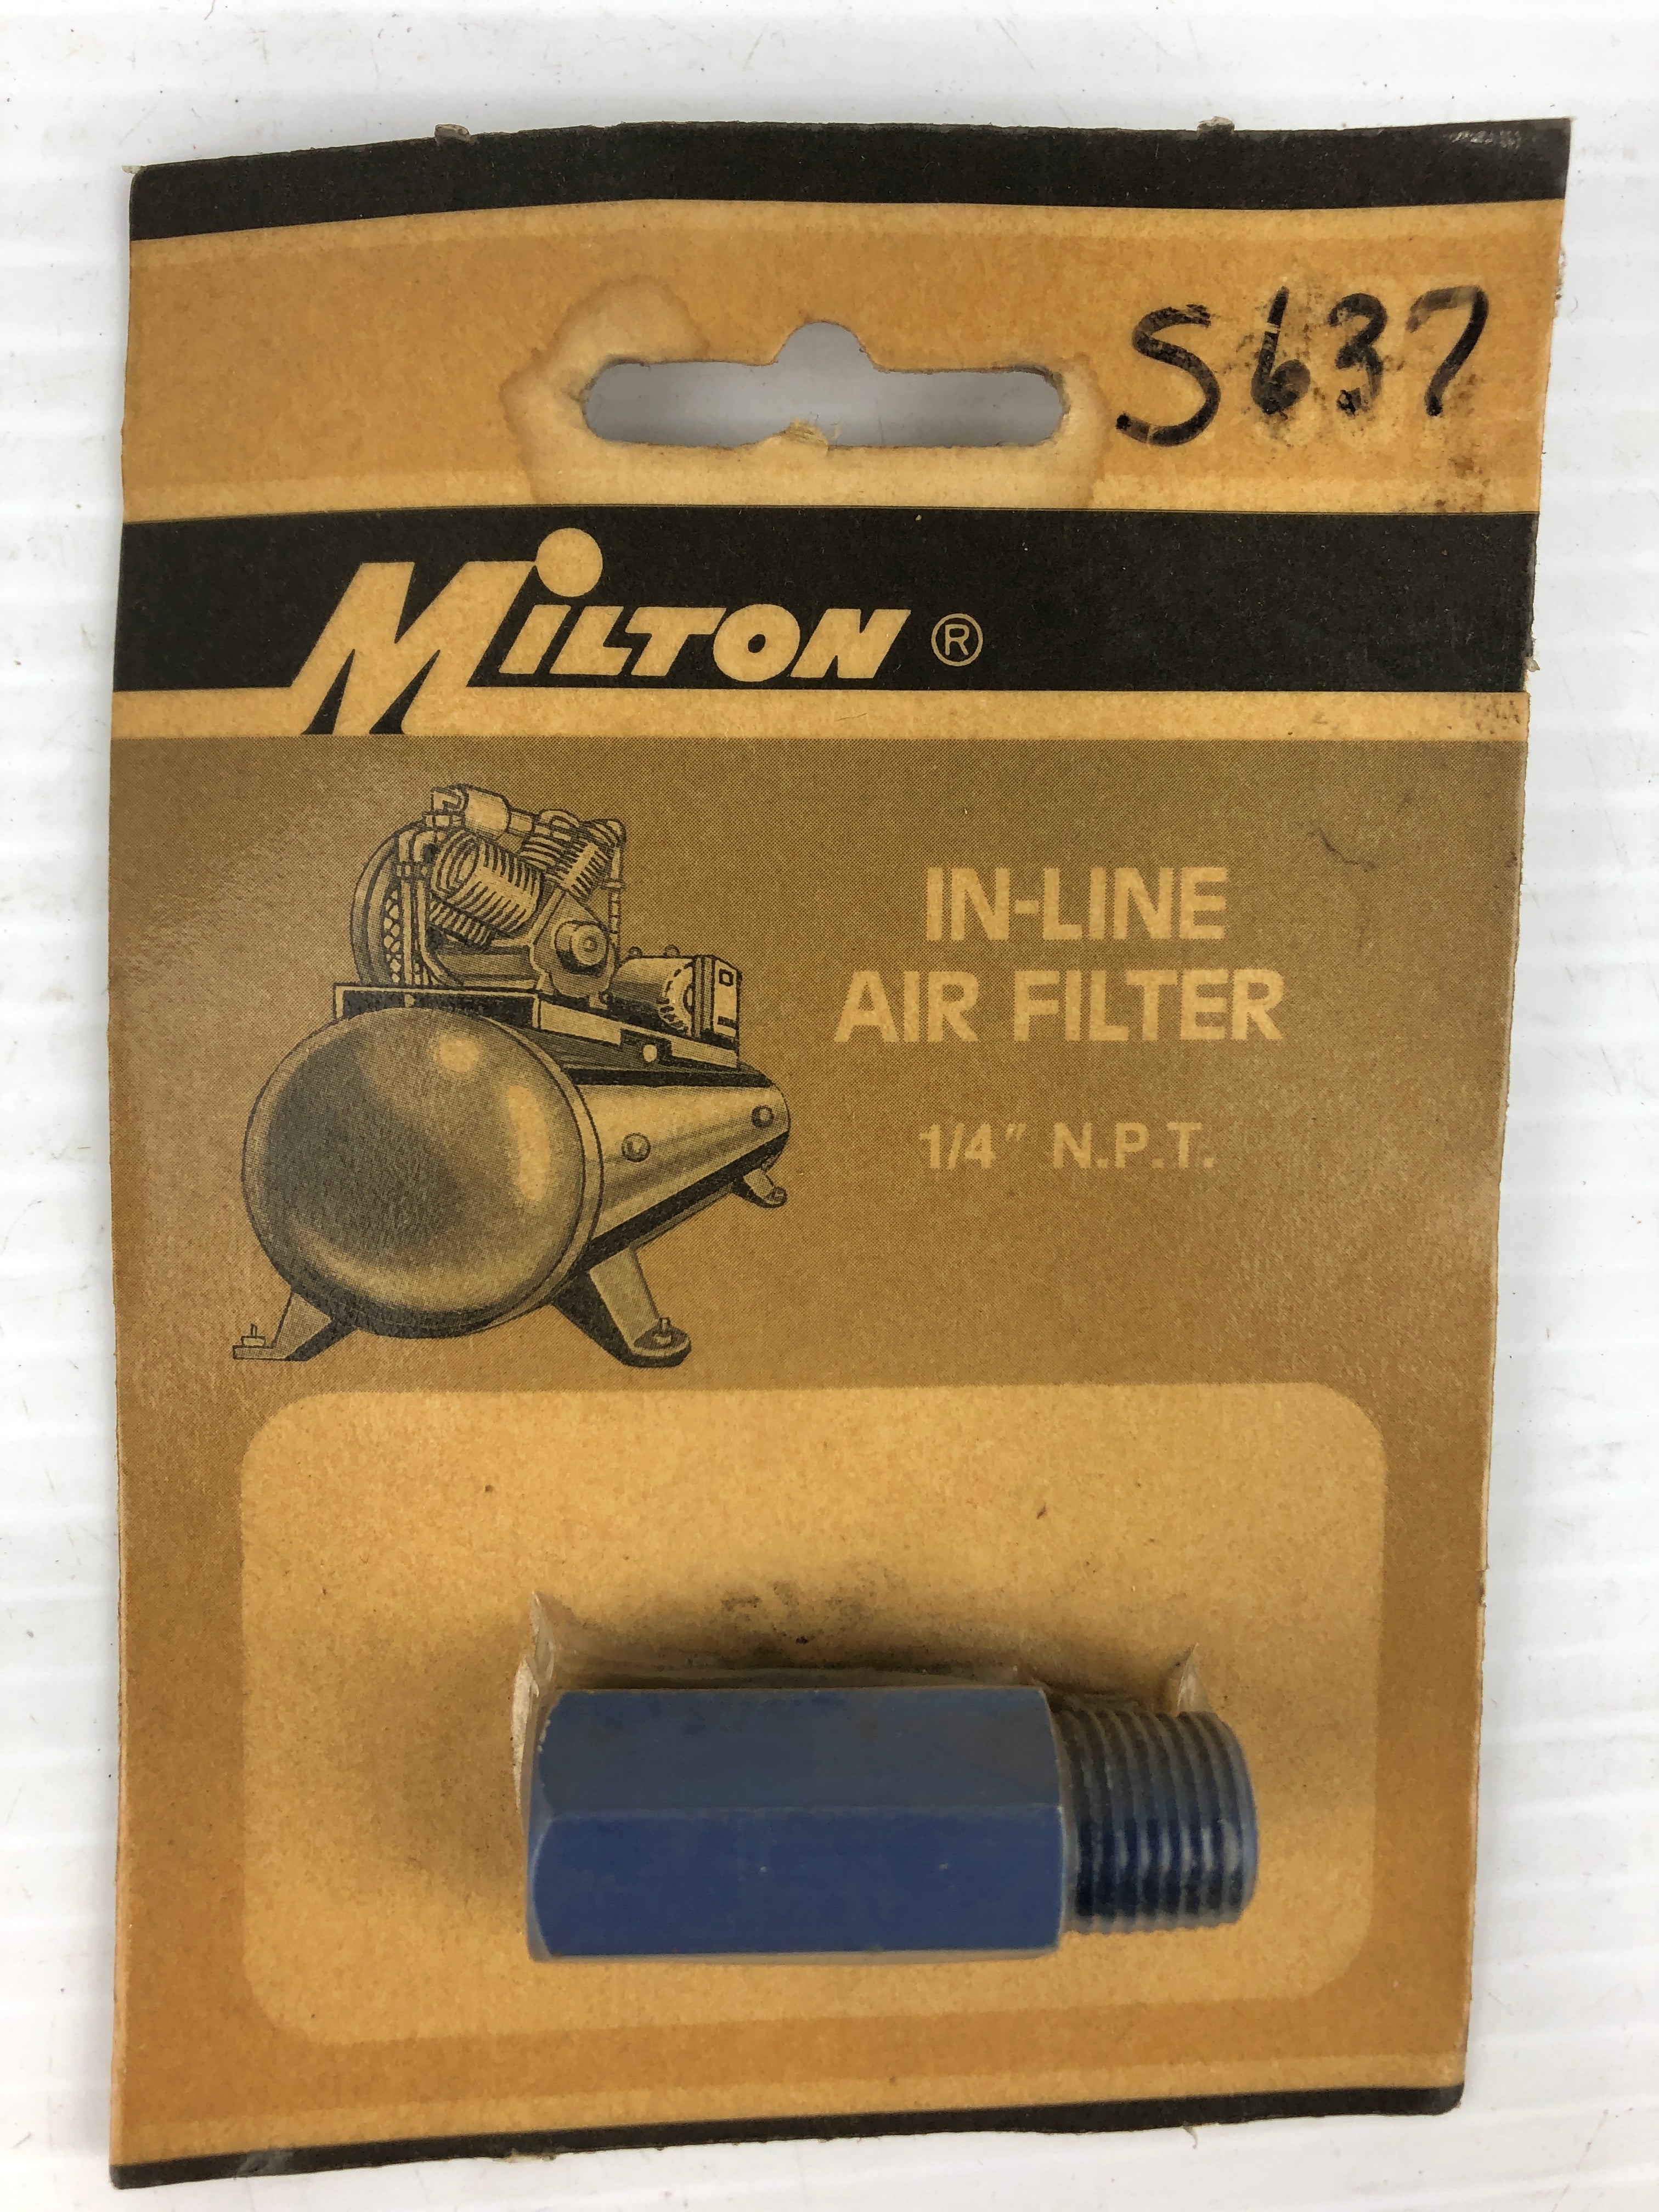 S637
MILTON ®
IN-LINE
AIR FILTER
1/4" N.P.T.